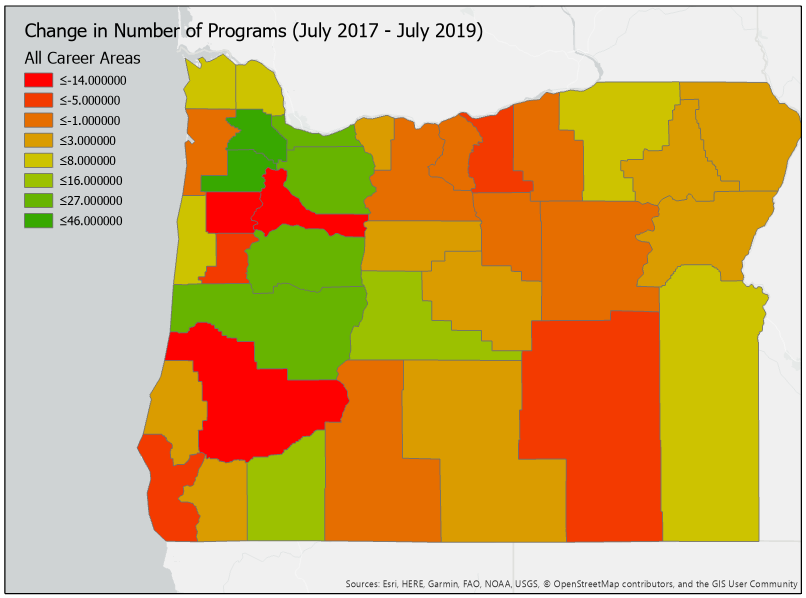 Change in Number of Programs (July 2017 - July 2019)
All Career Areas
≤-14.000000
≤-5.000000
≤-1.000000
≤3.000000
≤8.000000
≤16.000000
≤27.000000
≤46.000000
Sources: Esri, HERE, Garmin, FAO, NOAA, USGS, © OpenStreetMap contributors, and the GIS User Community